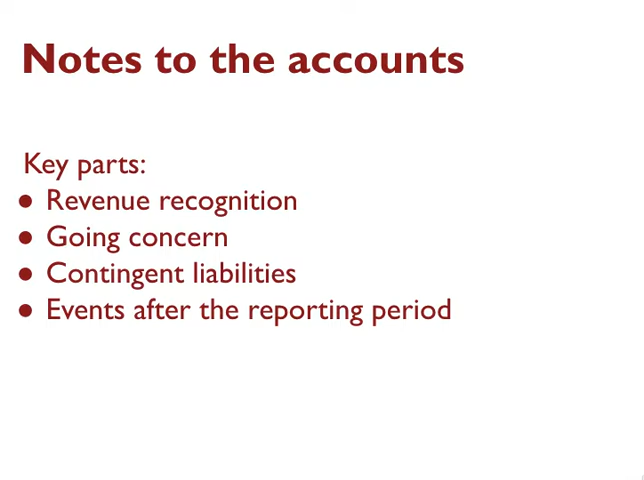 Notes to the accounts
Key parts:
● Revenue recognition
● Going concern
● Contingent liabilities
● Events after the reporting period